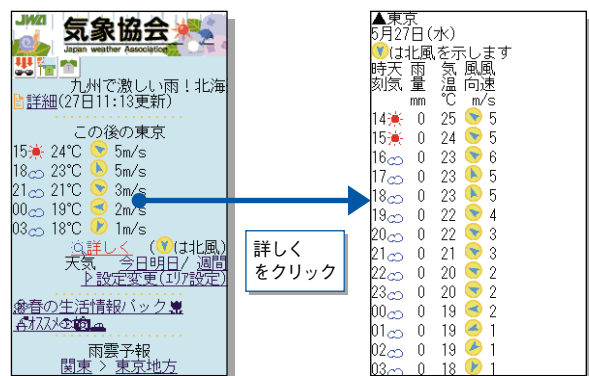 JWA
気象協会
Japan weather Association
九州で激しい雨！北海
詳細(27日11:13更新)
この後の東京
15 24℃ 5m/s
18 23℃ 5m/s
21 21℃ 3m/s
00 19℃ 2m/s
03 18℃ 1m/s
詳しく (は北風)
天気 今日明日/ 週間
設定変更(ｴﾘｱ設定)
春の生活情報パック
ｵｽｽﾒ
雨雲予報
関東 > 東京地方
詳しく
をクリック
▲東京
5月27日(水)
は北風を示します
時天 雨 気 風風
刻気 量 温 向速
mm ℃ m/s
14 0 25 5
15 0 24 5
16 0 23 6
17 0 23 5
18 0 23 5
19 0 22 4
20 0 22 3
21 0 21 3
22 0 20 2
23 0 20 2
00 0 19 2
01 0 19 1
02 0 19 1
03 0 18 1